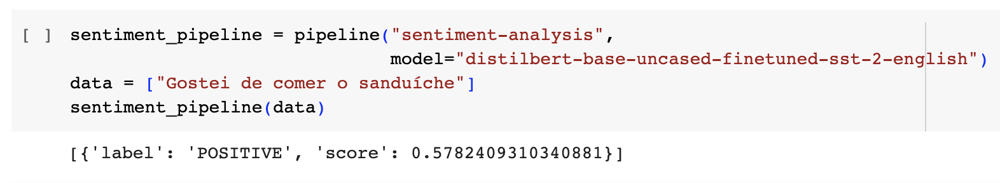 [ ] sentiment_pipeline = pipeline("sentiment-analysis",
model="distilbert-base-uncased-finetuned-sst-2-english")
data = ["Gostei de comer o sanduíche"]
sentiment_pipeline(data)
[{'label': 'POSITIVE', 'score': 0.5782409310340881}]